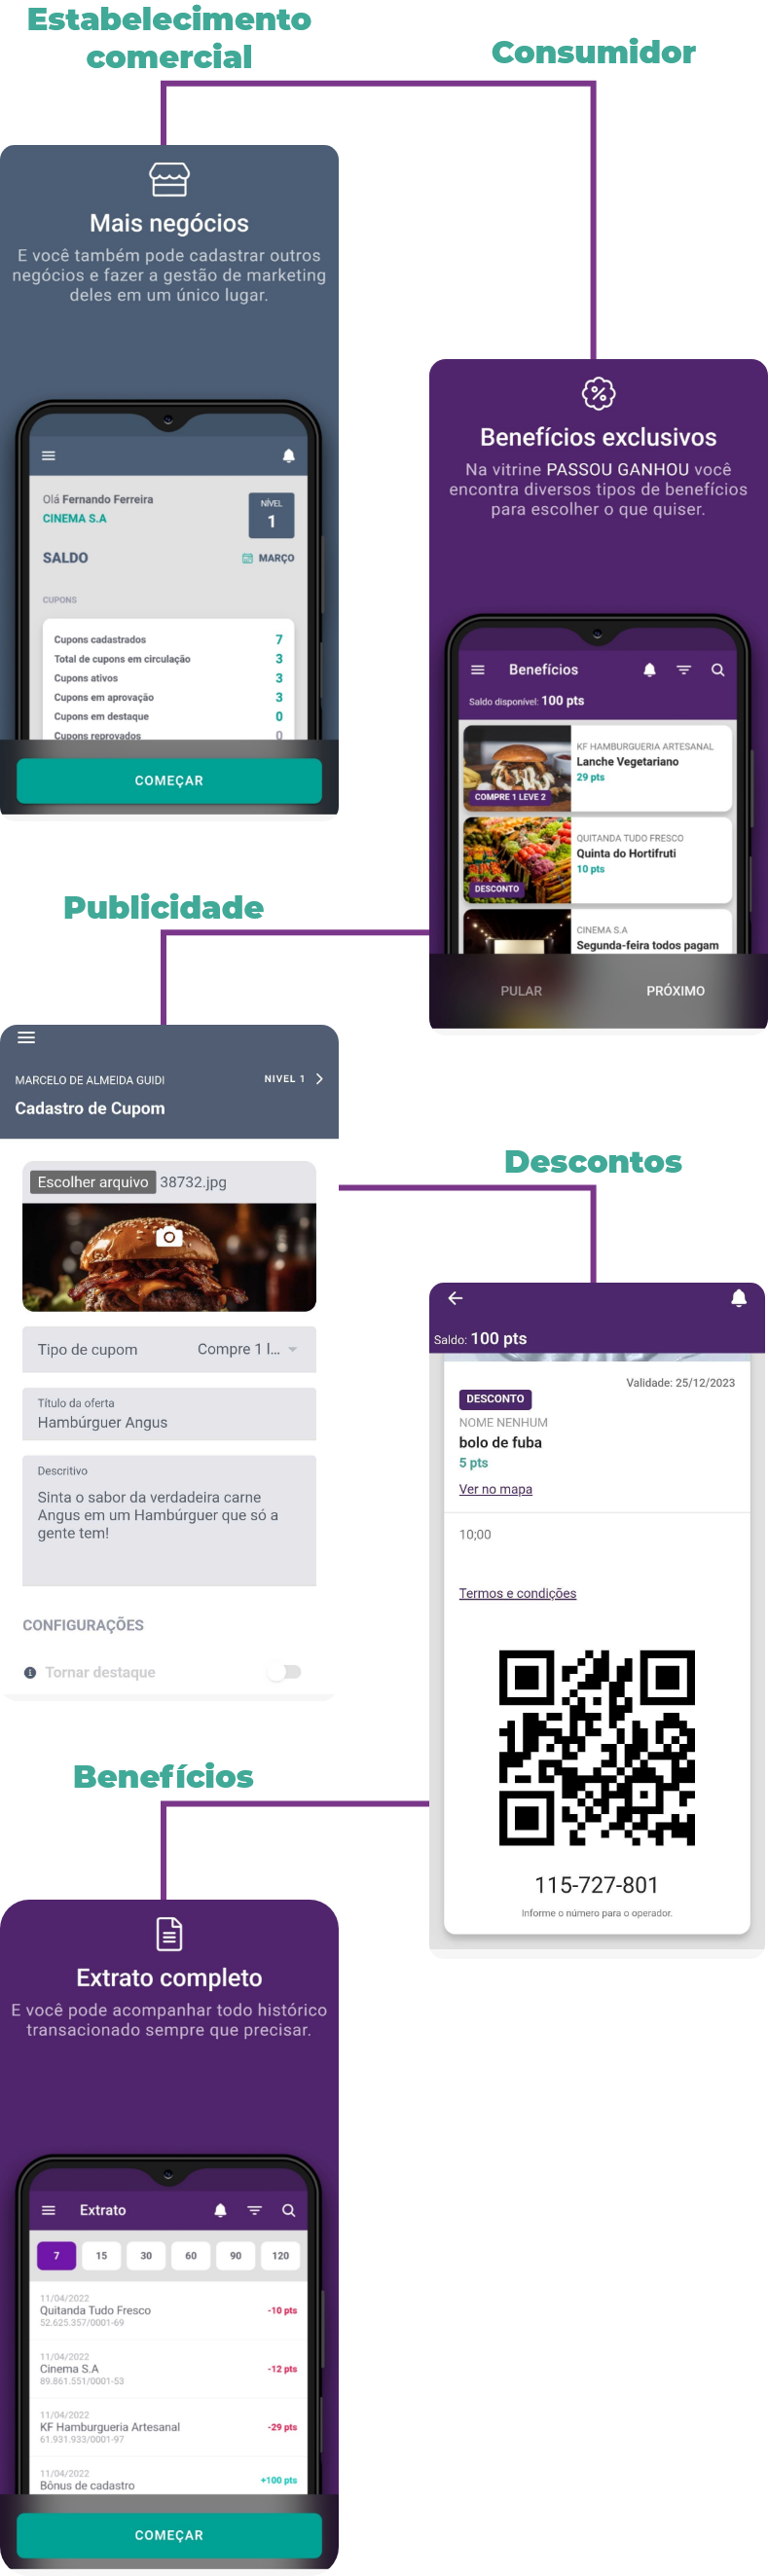 Estabelecimento
comercial
Consumidor
Mais negócios
E você também pode cadastrar outros
negócios e fazer a gestão de marketing
deles em um único lugar.
Olá Fernando Ferreira
CINEMA S.A
NÍVEL
1
SALDO
MARÇO
CUPONS
Cupons cadastrados 7
Total de cupons em circulação 3
Cupons ativos 3
Cupons em aprovação 3
Cupons em destaque 0
Cupons reprovados 0
COMEÇAR
Benefícios exclusivos
Na vitrine PASSOU GANHOU você
encontra diversos tipos de benefícios
para escolher o que quiser.
Benefícios
Saldo disponível: 100 pts
KF HAMBURGUERIA ARTESANAL
Lanche Vegetariano
29 pts
COMPRE 1 LEVE 2
QUITANDA TUDO FRESCO
Quinta do Hortifruti
10 pts
DESCONTO
CINEMA S.A
Segunda-feira todos pagam
PULAR
PRÓXIMO
Publicidade
MARCELO DE ALMEIDA GUIDI
NIVEL 1
Cadastro de Cupom
Escolher arquivo 38732.jpg
Tipo de cupom
Compre 1 l...
Título da oferta
Hambúrguer Angus
Descritivo
Sinta o sabor da verdadeira carne
Angus em um Hambúrguer que só a
gente tem!
CONFIGURAÇÕES
Tornar destaque
Descontos
Saldo: 100 pts
Validade: 25/12/2023
DESCONTO
NOME NENHUM
bolo de fuba
5 pts
Ver no mapa
10;00
Termos e condições
115-727-801
Informe o número para o operador.
Benefícios
Extrato completo
E você pode acompanhar todo histórico
transacionado sempre que precisar.
Extrato
7 15 30 60 90 120
11/04/2022
Quitanda Tudo Fresco
52.625.357/0001-69
-10 pts
11/04/2022
Cinema S.A
89.861.551/0001-53
-12 pts
11/04/2022
KF Hamburgueria Artesanal
61.931.933/0001-97
-29 pts
11/04/2022
Bônus de cadastro
+100 pts
COMEÇAR